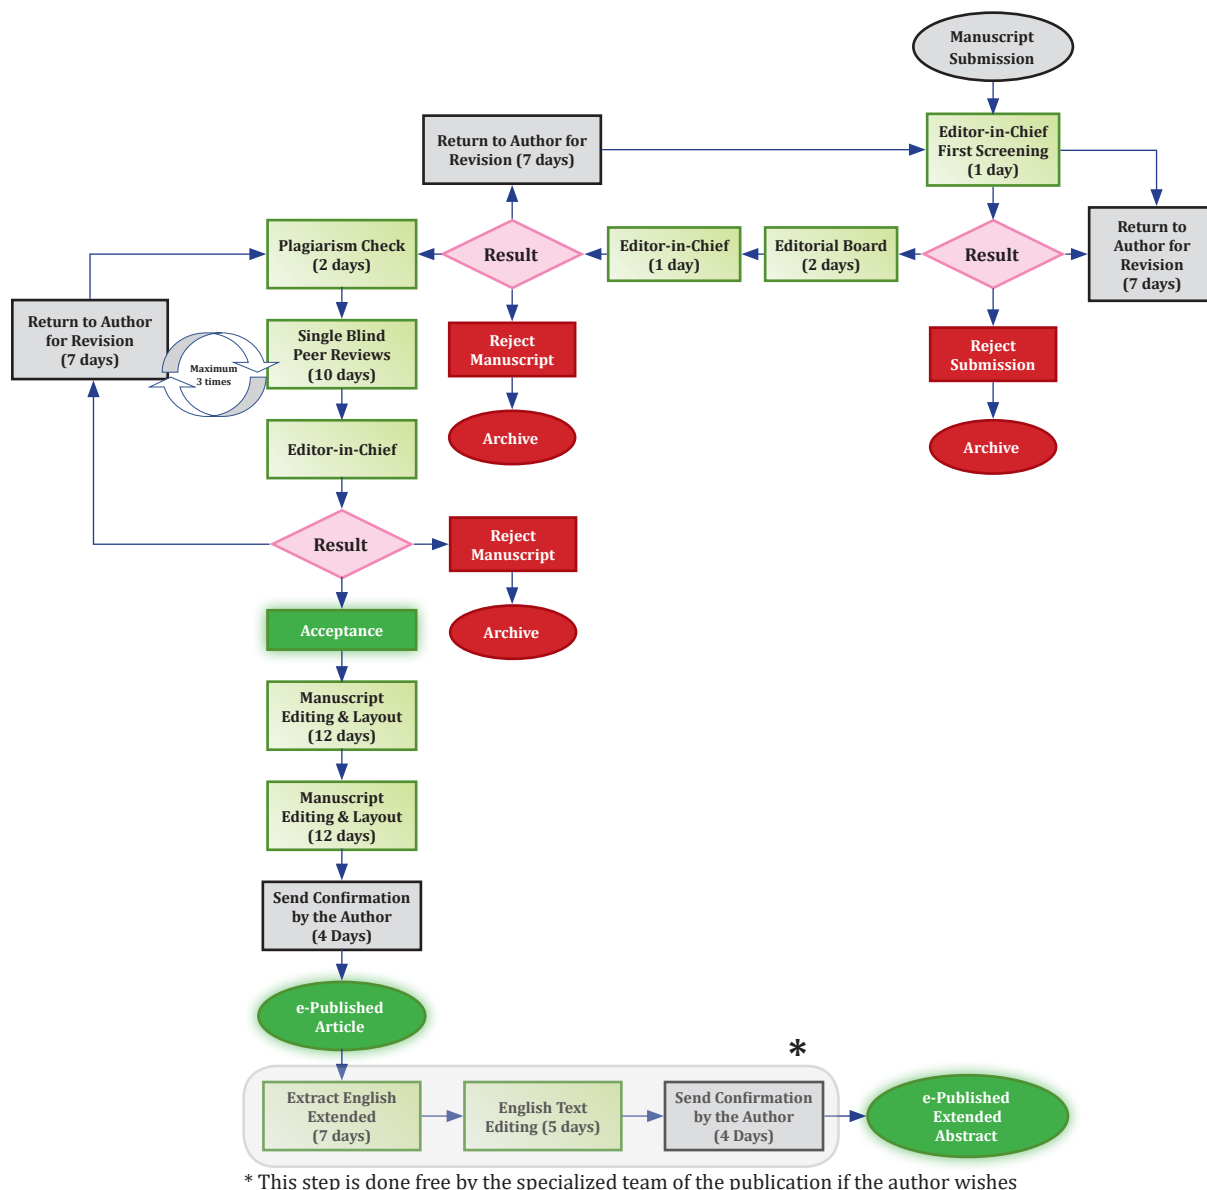 Manuscript
Submission
Editor-in-Chief
First Screening
(1 day)
Return to Author for
Revision (7 days)
Return to
Author for
Revision
(7 days)
Result
Editorial Board
(2 days)
Editor-in-Chief
(1 day)
Result
Plagiarism Check
(2 days)
Reject
Submission
Archive
Reject
Manuscript
Archive
Return to Author
for Revision
(7 days)
Maximum
3 times
Single Blind
Peer Reviews
(10 days)
Editor-in-Chief
Result
Reject
Manuscript
Archive
Acceptance
Manuscript
Editing & Layout
(12 days)
Manuscript
Editing & Layout
(12 days)
Send Confirmation
by the Author
(4 Days)
e-Published
Article
*
Extract English
Extended
(7 days)
English Text
Editing (5 days)
Send Confirmation
by the Author
(4 Days)
e-Published
Extended
Abstract
* This step is done free by the specialized team of the publication if the author wishes